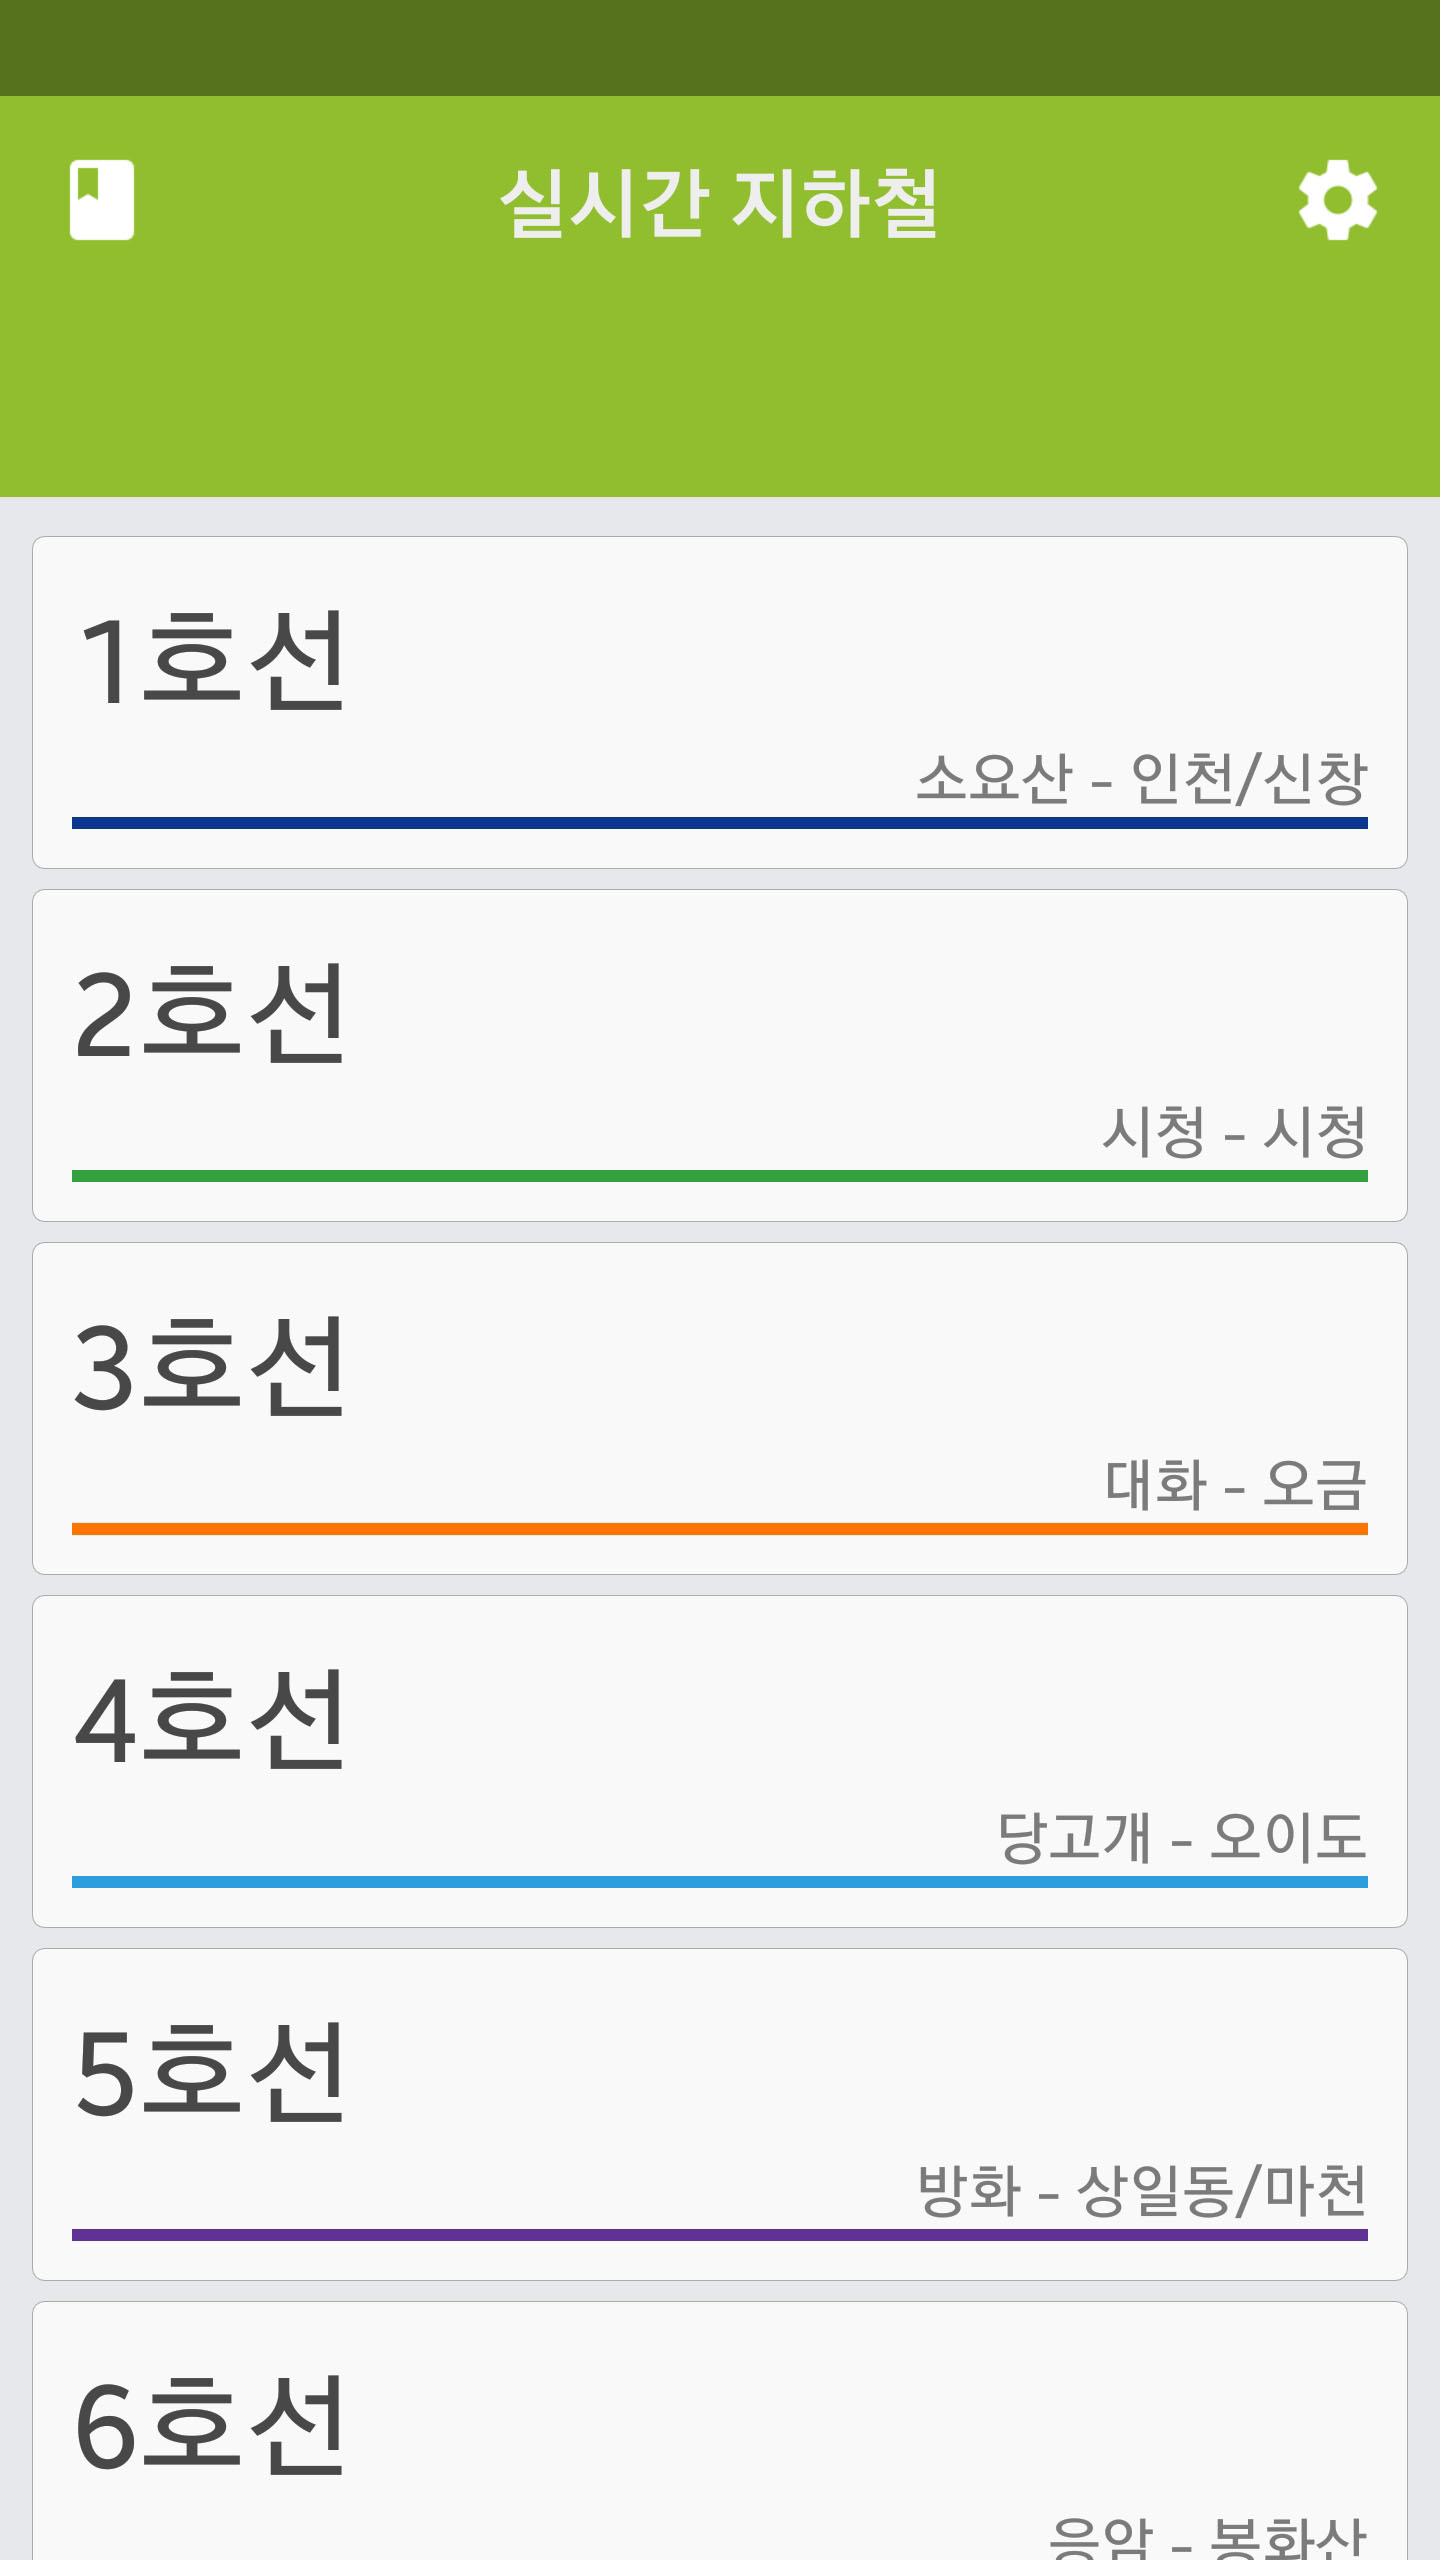 실시간 지하철
1호선
소요산 - 인천/신창
2호선
시청 - 시청
3호선
대화 - 오금
4호선
당고개 - 오이도
5호선
방화 - 상일동/마천
6호선
응암 - 봉화산